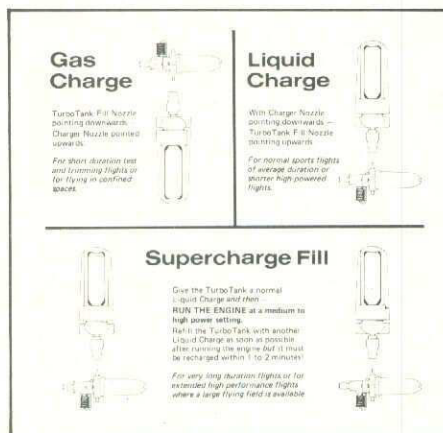 Gas
Charge
TurboTank Fill Nozzle
pointing downwards
Charger Nozzle pointed
upwards.
For short duration test
and trimming flights or
for flying in confined
spaces.
Liquid
Charge
With Charger Nozzle
pointing downwards —
TurboTank Fill Nozzle
pointing upwards
For normal sports flights
of average duration or
shorter high powered
flights.
Supercharge Fill
Give the TurboTank a normal
Liquid Charge and then —
RUN THE ENGINE at a medium to
high power setting.
Refill the TurboTank with another
Liquid Charge as soon as possible
after running the engine but it must
be recharged within 1 to 2 minutes!
For very long duration flights or for
extended high performance flights
where a large flying field is available